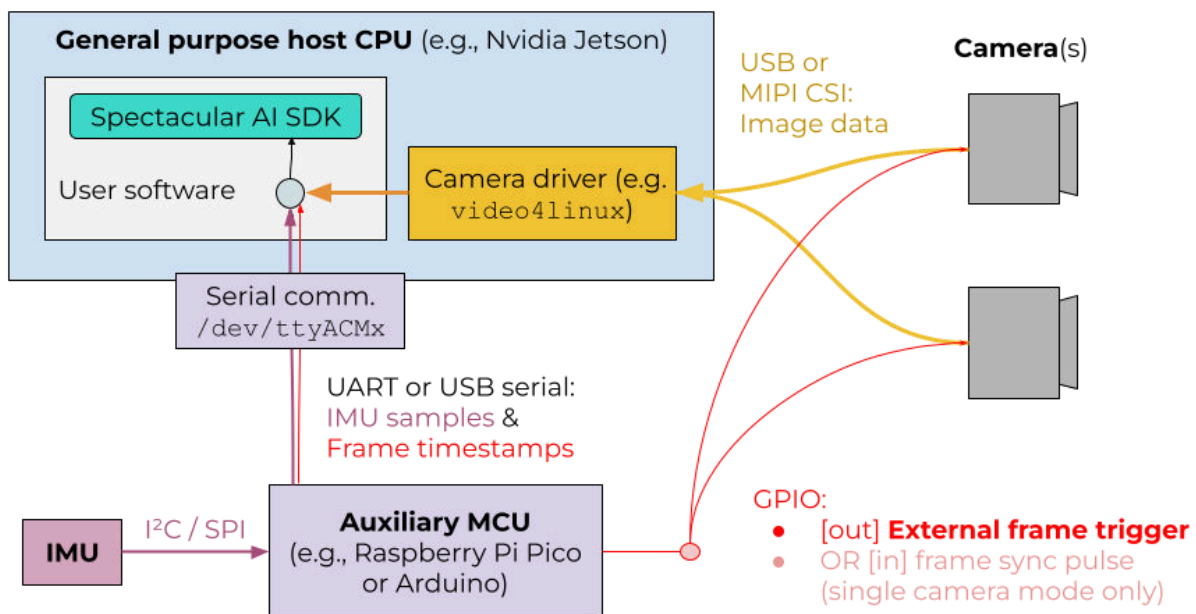 General purpose host CPU (e.g., Nvidia Jetson)
Spectacular AI SDK
User software
Camera driver (e.g.
video4linux)
USB or
MIPI CSI:
Image data
Camera(s)
Serial comm.
/dev/ttyACMx
UART or USB serial:
IMU samples &
Frame timestamps
IMU
I²C / SPI
Auxiliary MCU
(e.g., Raspberry Pi Pico
or Arduino)
GPIO:
● [out] External frame trigger
● OR [in] frame sync pulse
(single camera mode only)